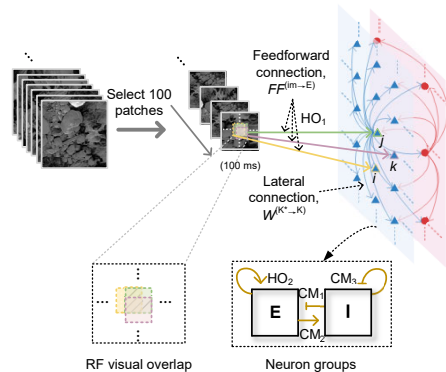 Select 100
patches
Feedforward
connection,
FF(im→E)
HO1
(100 ms)
j
k
i
Lateral
connection,
W(K*→K)
HO2
CM3
CM1
E
I
CM2
RF visual overlap
Neuron groups